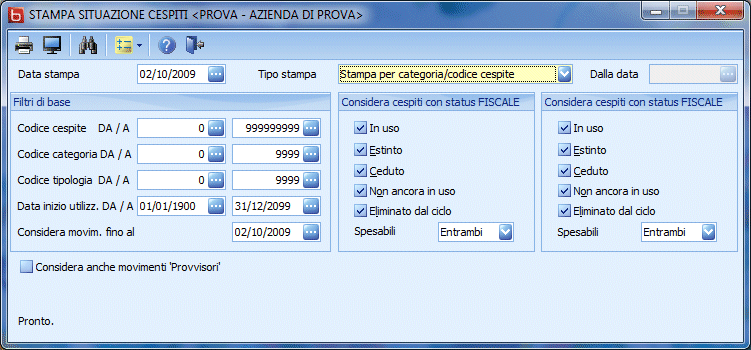 b STAMPA SITUAZIONE CESPITI <PROVA - AZIENDA DI PROVA>
Data stampa 02/10/2009 Tipo stampa Stampa per categoria/codice cespite Dalla data
Filtri di base
Codice cespite DA / A 0 999999999
Codice categoria DA / A 0 9999
Codice tipologia DA / A 0 9999
Data inizio utilizz. DA / A 01/01/1900 31/12/2099
Considera movim. fino al 02/10/2009
Considera cespiti con status FISCALE
In uso
Estinto
Ceduto
Non ancora in uso
Eliminato dal ciclo
Spesabili Entrambi
Considera cespiti con status FISCALE
In uso
Estinto
Ceduto
Non ancora in uso
Eliminato dal ciclo
Spesabili Entrambi
Considera anche movimenti 'Provvisori'
Pronto.